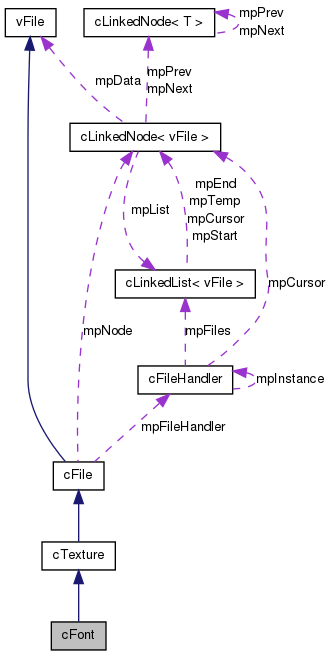 vFile
cLinkedNode< T >
mpPrev
mpNext
mpData
mpPrev
mpNext
cLinkedNode< vFile >
mpList
mpEnd
mpTemp
mpCursor
mpStart
cLinkedList< vFile >
mpCursor
mpNode
mpFiles
cFileHandler
mpInstance
mpFileHandler
cFile
cTexture
cFont